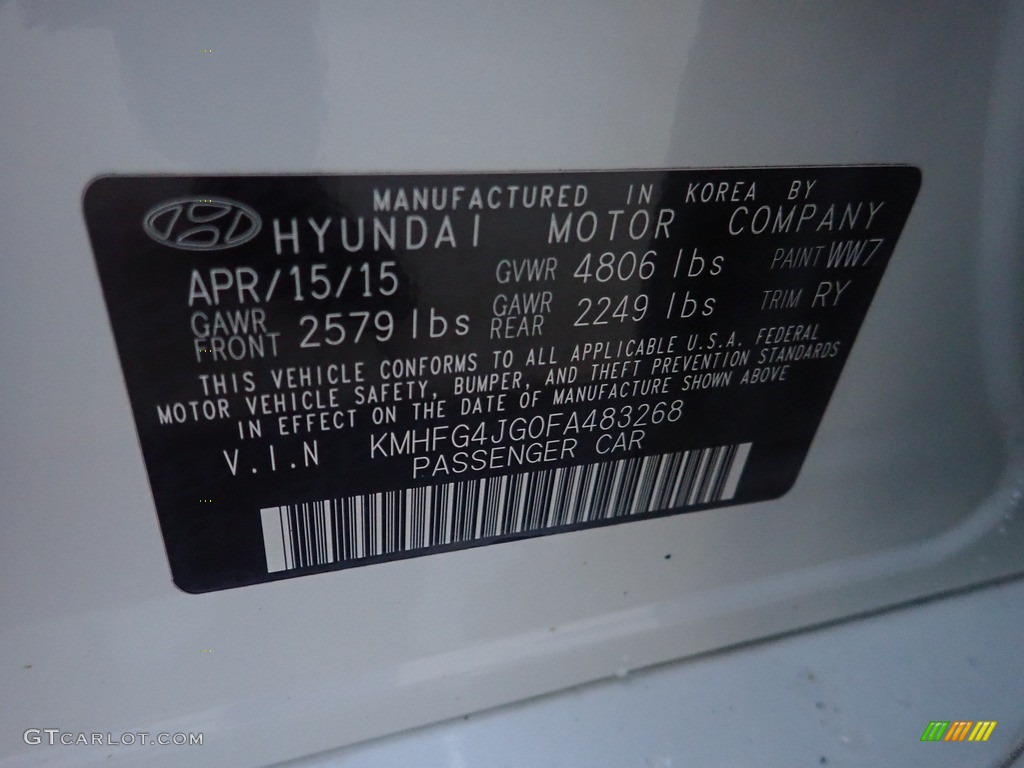 MANUFACTURED IN KOREA BY
HYUNDAI MOTOR COMPANY
APR/15/15 GVWR 4806 lbs PAINT WW7
GAWR FRONT 2579 lbs GAWR REAR 2249 lbs TRIM RY
THIS VEHICLE CONFORMS TO ALL APPLICABLE U.S.A. FEDERAL
MOTOR VEHICLE SAFETY, BUMPER, AND THEFT PREVENTION STANDARDS
IN EFFECT ON THE DATE OF MANUFACTURE SHOWN ABOVE
V.I.N KMHFG4JG0FA483268
PASSENGER CAR
GTCARLOT.COM